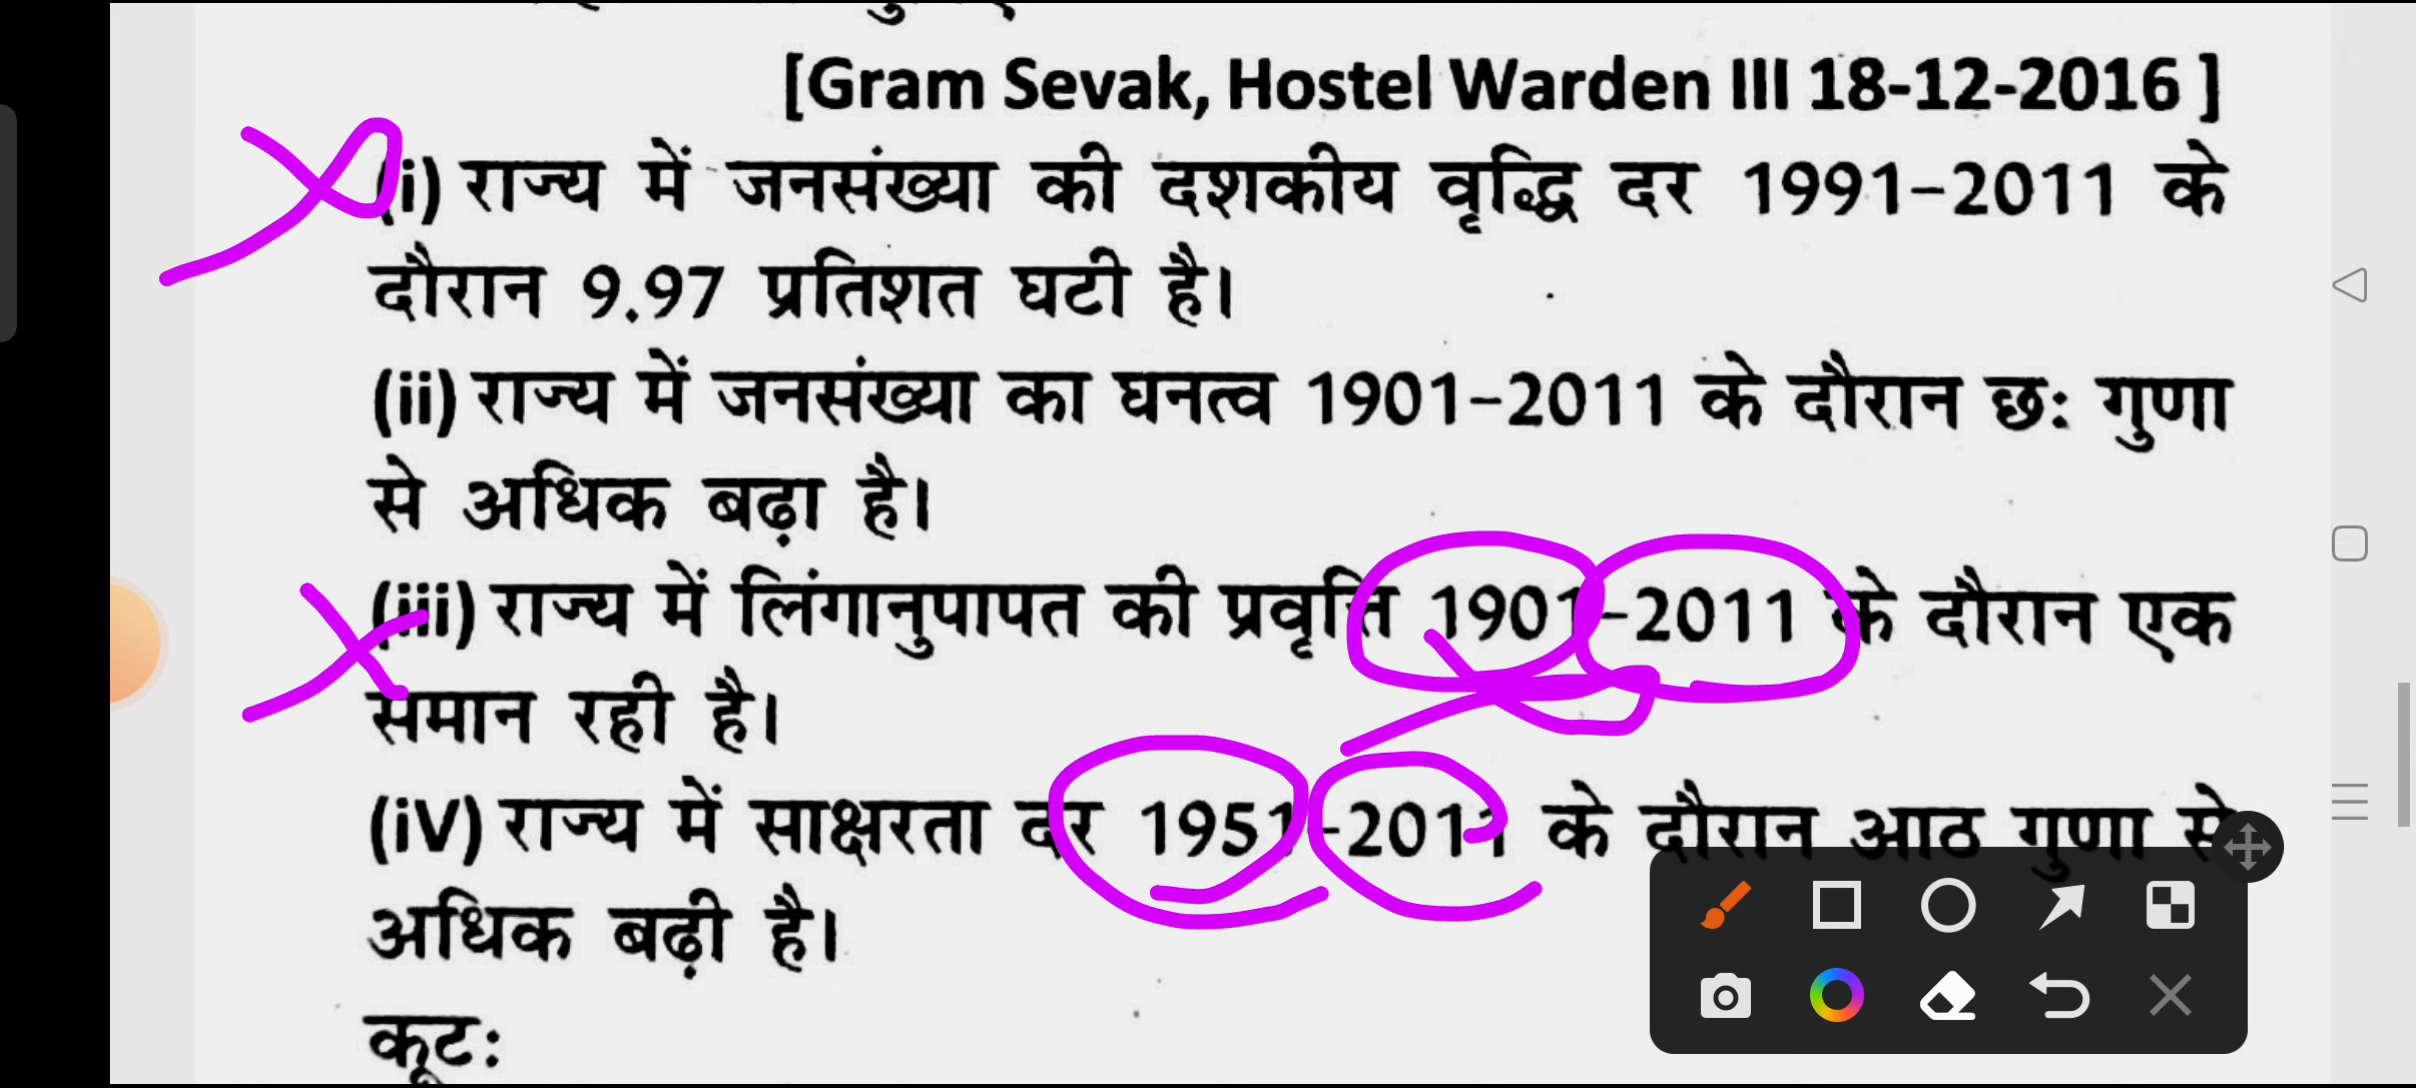 [Gram Sevak, Hostel Warden III 18-12-2016 ]
(i) राज्य में जनसंख्या की दशकीय वृद्धि दर 1991-2011 के
दौरान 9.97 प्रतिशत घटी है।
(ii) राज्य में जनसंख्या का घनत्व 1901-2011 के दौरान छः गुणा
से अधिक बढ़ा है।
(iii) राज्य में लिंगानुपापत की प्रवृत्ति 1901-2011 के दौरान एक
समान रही है।
(iV) राज्य में साक्षरता दर 1951-2011 के दौरान आठ गुणा से
अधिक बढ़ी है।
कूटः